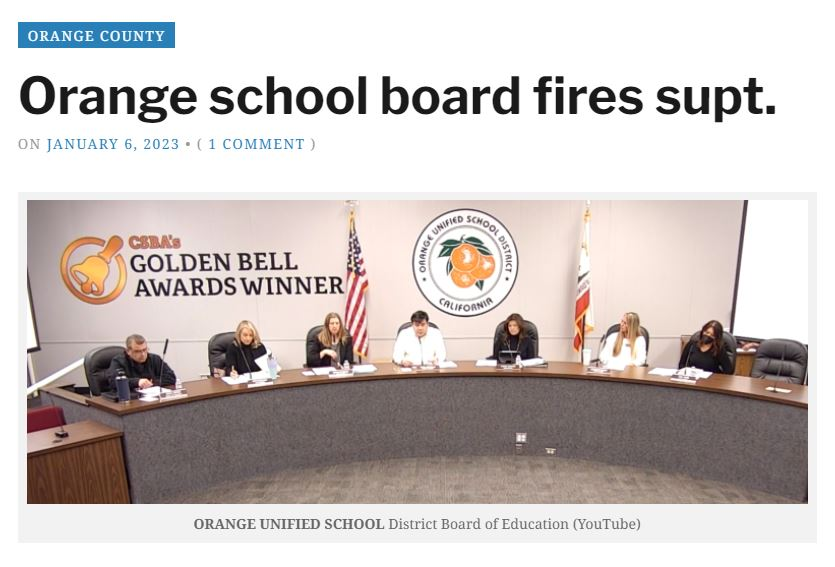 ORANGE COUNTY
Orange school board fires supt.
ON JANUARY 6, 2023 • ( 1 COMMENT )
CSBA's
GOLDEN BELL
AWARDS WINNER
ORANGE UNIFIED SCHOOL DISTRICT
CALIFORNIA
ORANGE UNIFIED SCHOOL District Board of Education (YouTube)